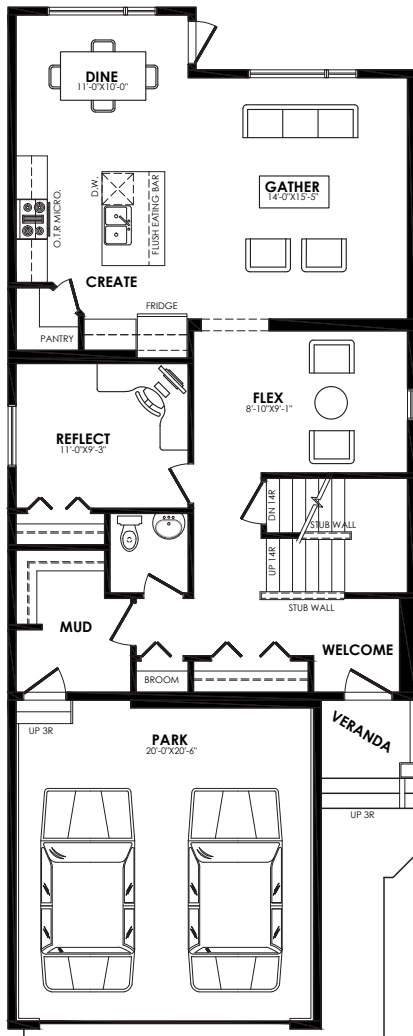 DINE
11'-0"X10'-0"
GATHER
14'-0"X15'-5"
D.W.
FLUSH EATING BAR
O.T.R MICRO.
CREATE
FRIDGE
PANTRY
FLEX
8'-10"X9'-1"
REFLECT
11'-0"X9'-3"
DN 14R
STUB WALL
UP 14R
STUB WALL
MUD
WELCOME
BROOM
UP 3R
VERANDA
PARK
20'-0"X20'-6"
UP 3R